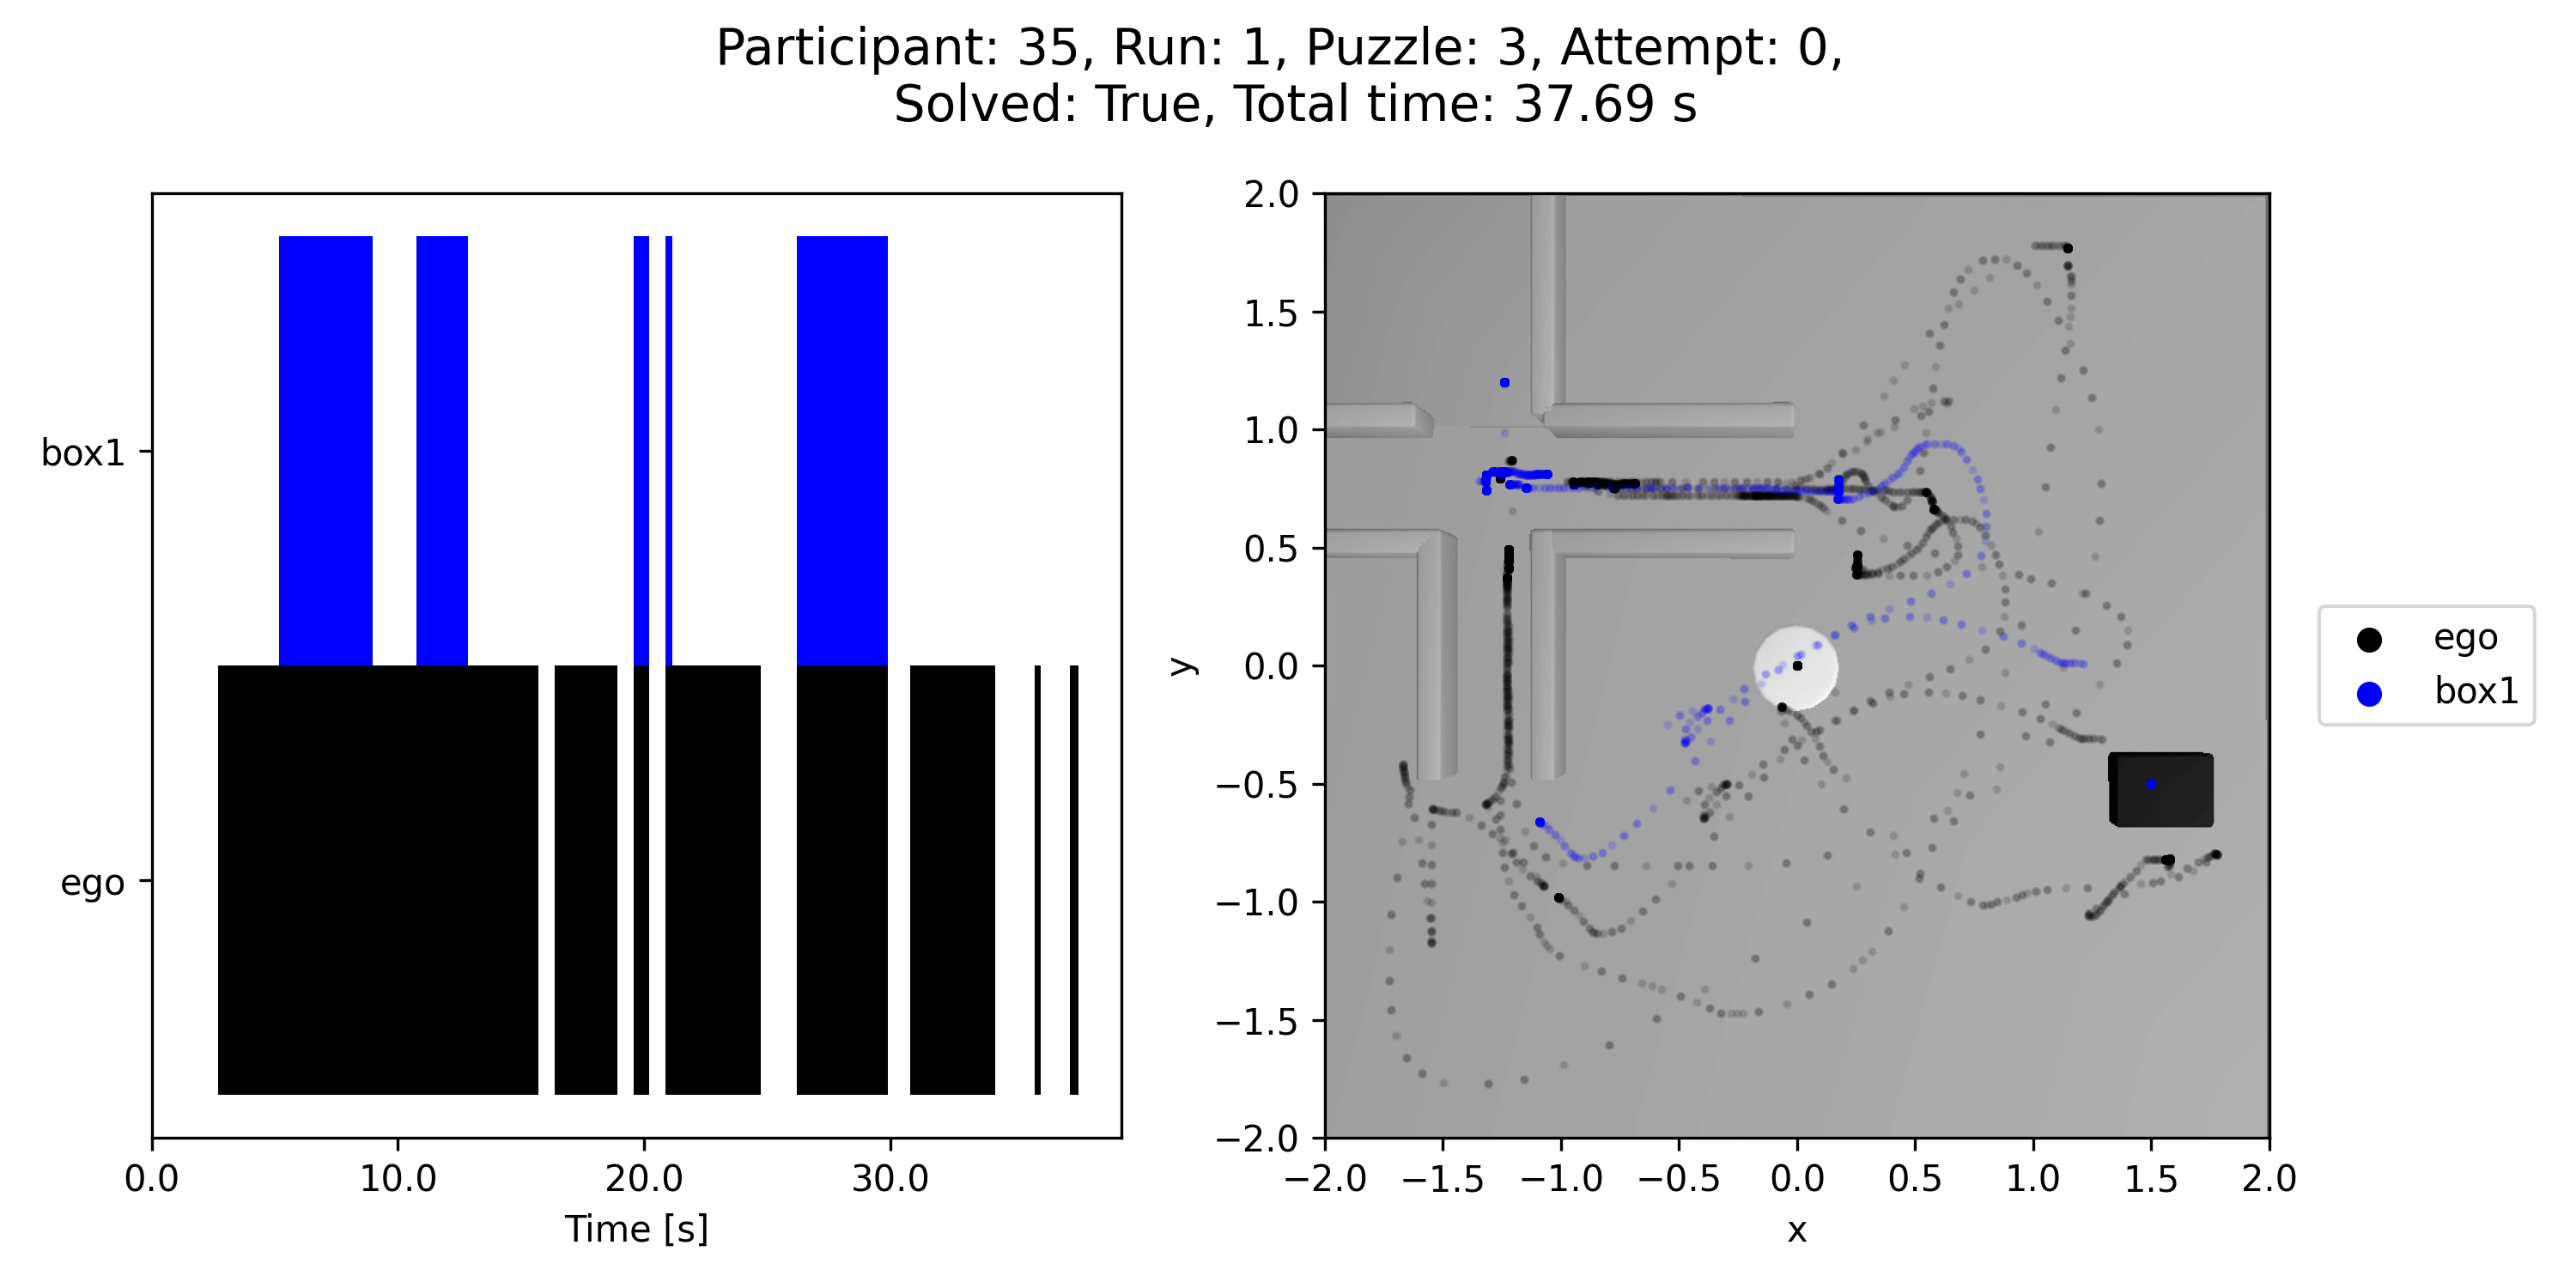 Participant: 35, Run: 1, Puzzle: 3, Attempt: 0,
Solved: True, Total time: 37.69 s
box1
ego
0.0 10.0 20.0 30.0
Time [s]
2.0
1.5
1.0
0.5
0.0
−0.5
−1.0
−1.5
−2.0
y
−2.0 −1.5 −1.0 −0.5 0.0 0.5 1.0 1.5 2.0
x
ego
box1